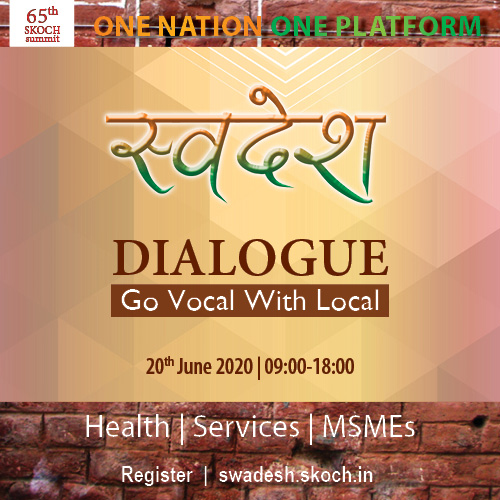 65th
SKOCH
summit
ONE NATION ONE PLATFORM
स्वदेश
DIALOGUE
Go Vocal With Local
20th June 2020 | 09:00-18:00
Health | Services | MSMEs
Register | swadesh.skoch.in